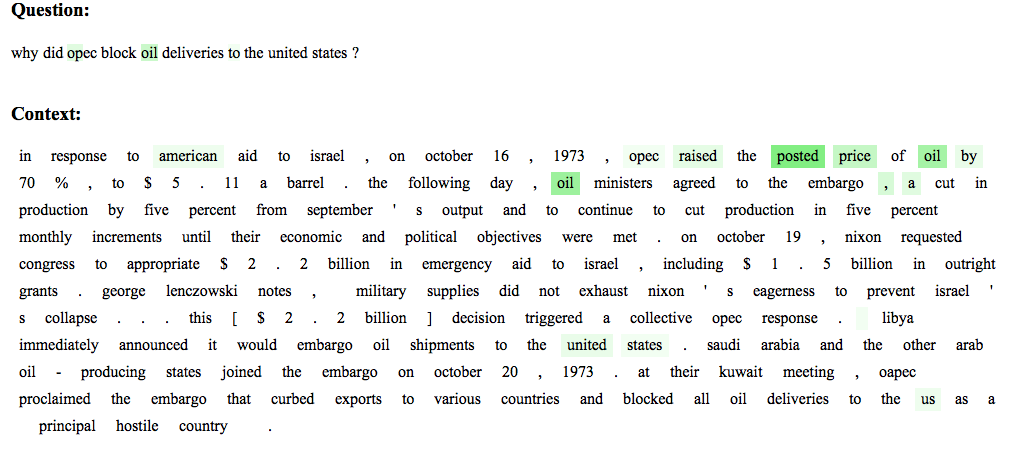 Question:
why did opec block oil deliveries to the united states ?
Context:
in response to american aid to israel , on october 16 , 1973 , opec raised the posted price of oil by
70 % , to $ 5 . 11 a barrel . the following day , oil ministers agreed to the embargo , a cut in
production by five percent from september ' s output and to continue to cut production in five percent
monthly increments until their economic and political objectives were met . on october 19 , nixon requested
congress to appropriate $ 2 . 2 billion in emergency aid to israel , including $ 1 . 5 billion in outright
grants . george lenczowski notes , military supplies did not exhaust nixon ' s eagerness to prevent israel '
s collapse . . . this [ $ 2 . 2 billion ] decision triggered a collective opec response . libya
immediately announced it would embargo oil shipments to the united states . saudi arabia and the other arab
oil - producing states joined the embargo on october 20 , 1973 . at their kuwait meeting , oapec
proclaimed the embargo that curbed exports to various countries and blocked all oil deliveries to the us as a
principal hostile country .